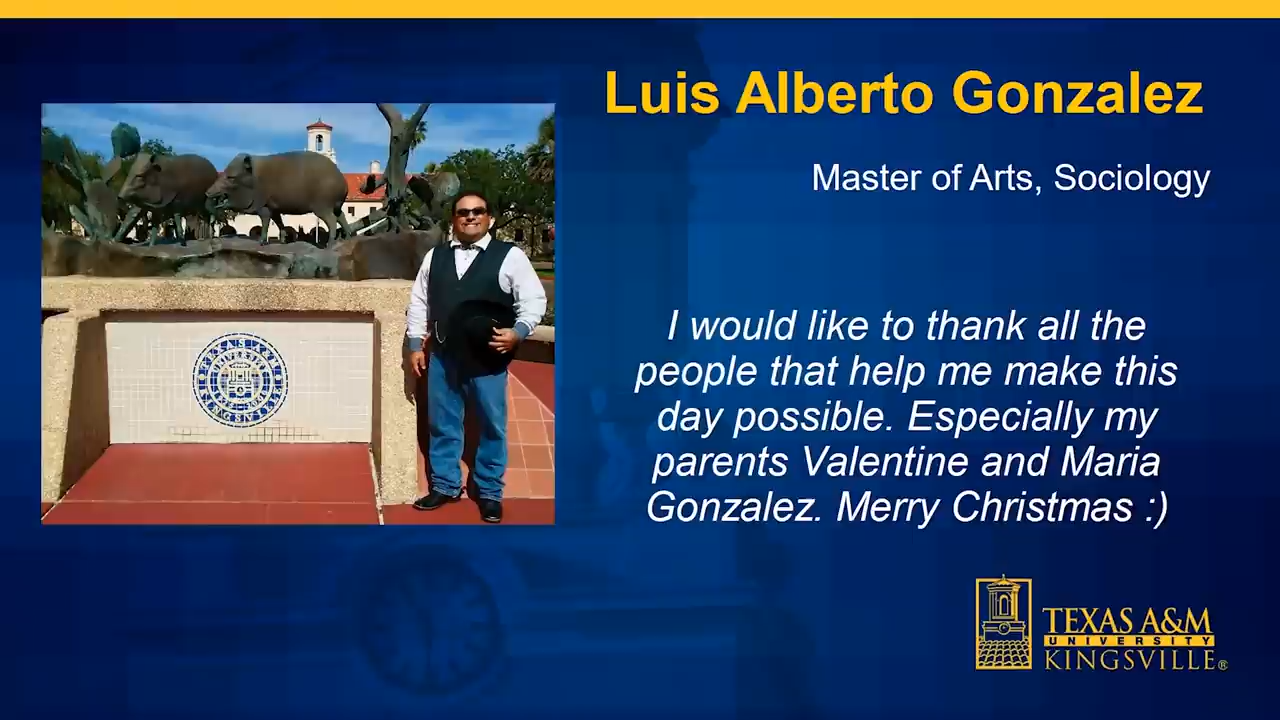 Luis Alberto Gonzalez
Master of Arts, Sociology
I would like to thank all the
people that help me make this
day possible. Especially my
parents Valentine and Maria
Gonzalez. Merry Christmas :)
TEXAS A&M
UNIVERSITY
KINGSVILLE®